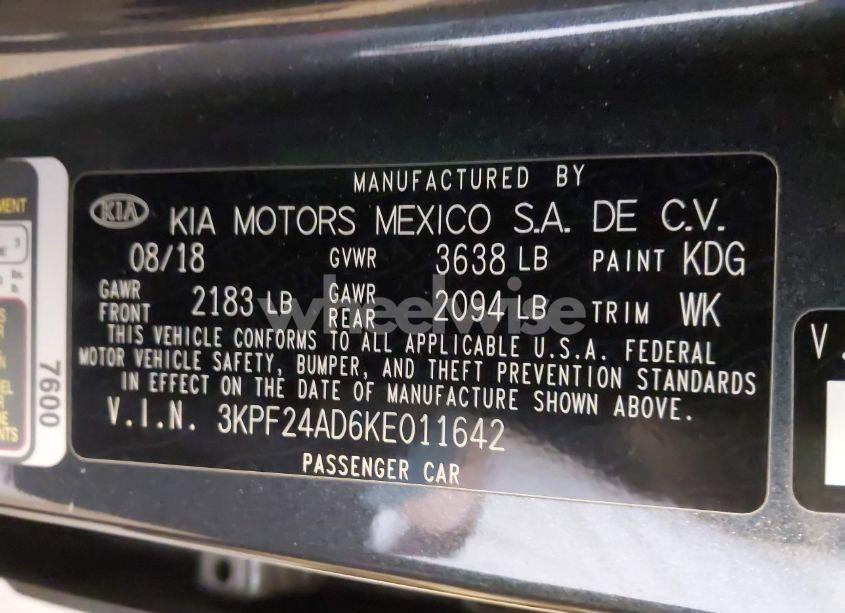 MANUFACTURED BY
KIA KIA MOTORS MEXICO S.A. DE C.V.
08/18 GVWR 3638 LB PAINT KDG
GAWR FRONT 2183 LB GAWR REAR 2094 LB TRIM WK
THIS VEHICLE CONFORMS TO ALL APPLICABLE U.S.A. FEDERAL
MOTOR VEHICLE SAFETY, BUMPER, AND THEFT PREVENTION STANDARDS
IN EFFECT ON THE DATE OF MANUFACTURE SHOWN ABOVE.
V.I.N. 3KPF24AD6KE011642
PASSENGER CAR
7600
wheelwise
V.
3